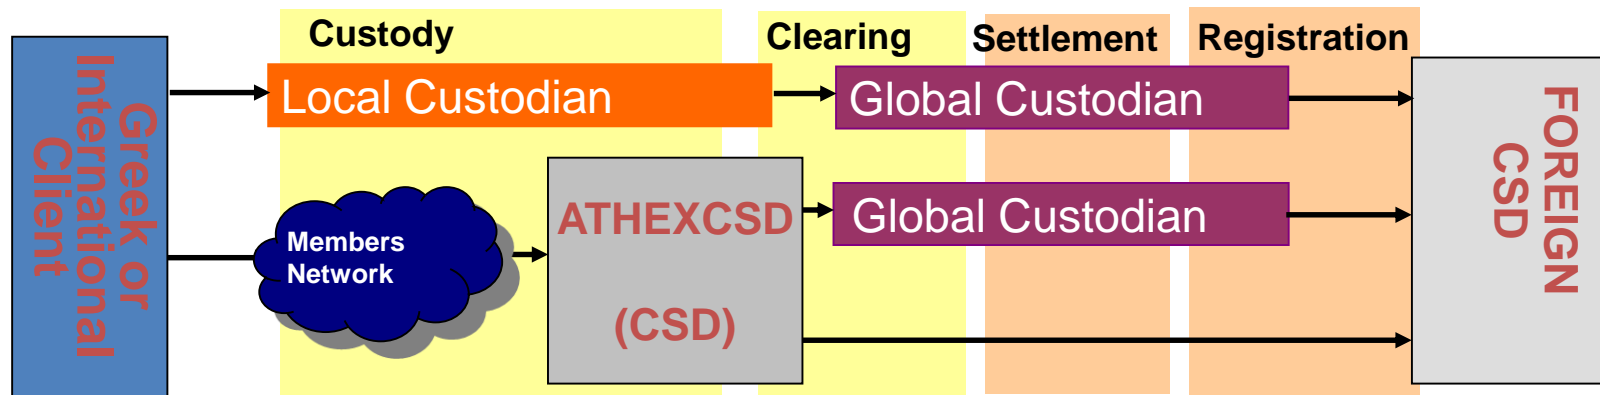 Custody
Clearing
Settlement
Registration
Greek or
International
Client
Local Custodian
Global Custodian
Members
Network
ATHEXCSD
(CSD)
Global Custodian
FOREIGN
CSD